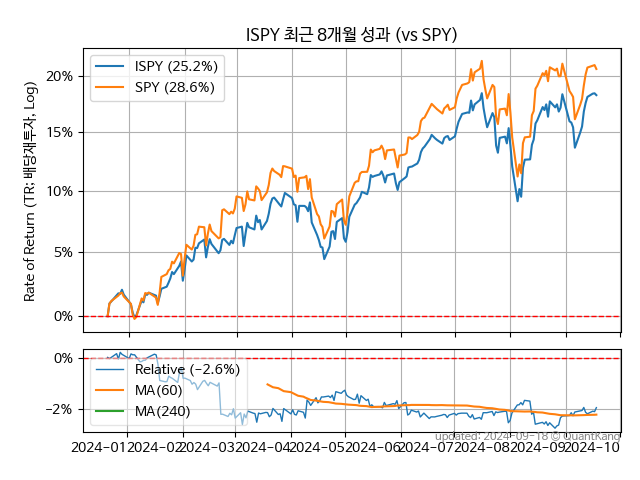 ISPY 최근 8개월 성과 (vs SPY)
Rate of Return (TR: 배당재투자, Log)
20%
15%
10%
5%
0%
ISPY (25.2%)
SPY (28.6%)
0%
−2%
Relative (−2.6%)
MA(60)
MA(240)
updated: 2024-09-18 © QuantKang
2024-01
2024-02
2024-03
2024-04
2024-05
2024-06
2024-07
2024-08
2024-09
2024-10